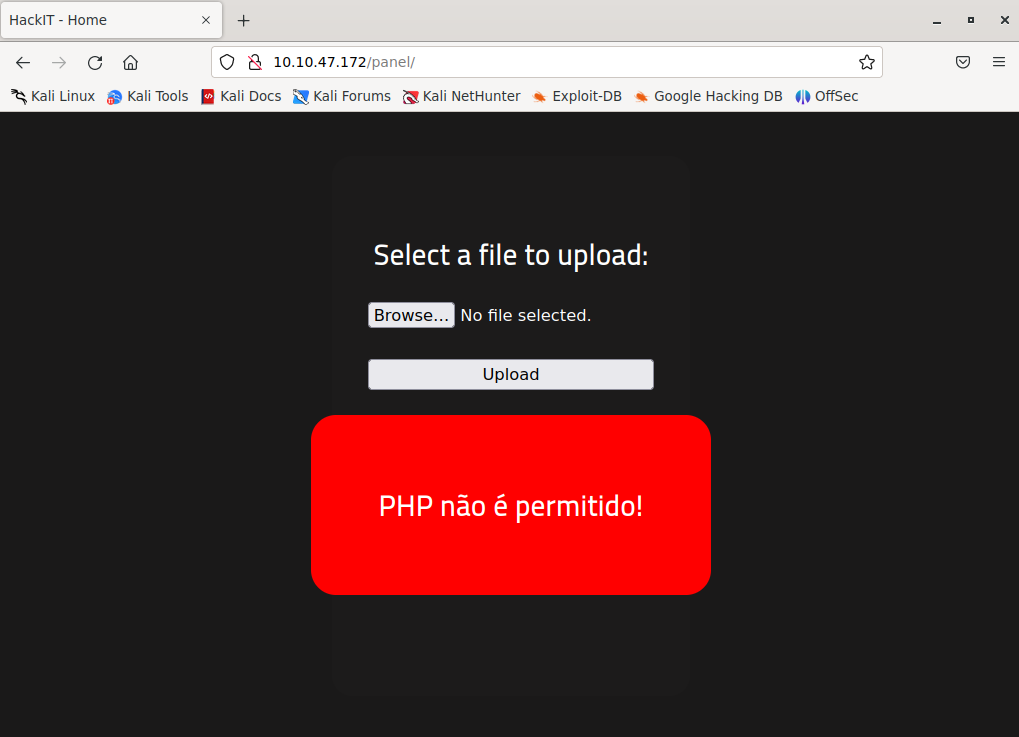 HackIT - Home
10.10.47.172/panel/
Kali Linux Kali Tools Kali Docs Kali Forums Kali NetHunter Exploit-DB Google Hacking DB OffSec
Select a file to upload:
Browse... No file selected.
Upload
PHP não é permitido!